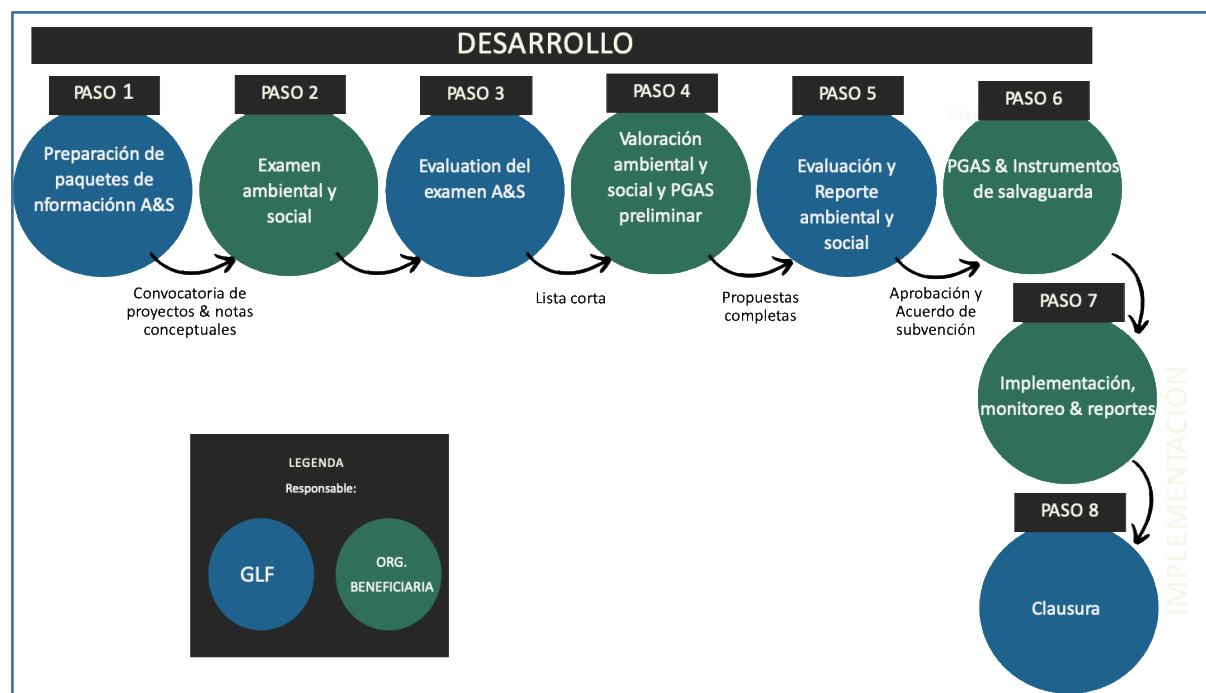 DESARROLLO
PASO 1
PASO 2
PASO 3
PASO 4
PASO 5
PASO 6
Preparación de
paquetes de
nformaciónn A&S
Examen
ambiental y
social
Evaluation del
examen A&S
Valoración
ambiental y
social y PGAS
preliminar
Evaluación y
Reporte
ambiental y
social
PGAS & Instrumentos
de salvaguarda
Convocatoria de
proyectos & notas
conceptuales
Lista corta
Propuestas
completas
Aprobación y
Acuerdo de
subvención
PASO 7
Implementación,
monitoreo & reportes
PASO 8
Clausura
IMPLEMENTACIÓN
LEGENDA
Responsable:
GLF
ORG.
BENEFICIARIA